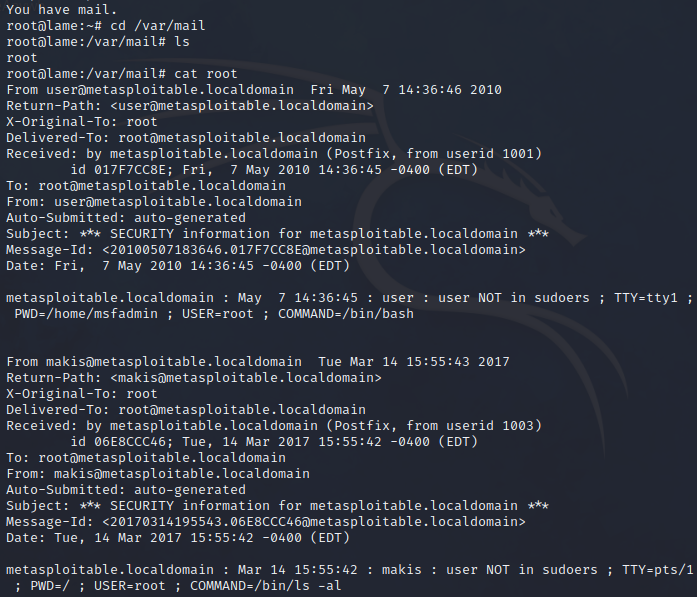 You have mail.
root@lame:~# cd /var/mail
root@lame:/var/mail# ls
root
root@lame:/var/mail# cat root
From user@metasploitable.localdomain  Fri May  7 14:36:46 2010
Return-Path: <user@metasploitable.localdomain>
X-Original-To: root
Delivered-To: root@metasploitable.localdomain
Received: by metasploitable.localdomain (Postfix, from userid 1001)
        id 017F7CC8E; Fri,  7 May 2010 14:36:45 -0400 (EDT)
To: root@metasploitable.localdomain
From: user@metasploitable.localdomain
Auto-Submitted: auto-generated
Subject: *** SECURITY information for metasploitable.localdomain ***
Message-Id: <20100507183646.017F7CC8E@metasploitable.localdomain>
Date: Fri,  7 May 2010 14:36:45 -0400 (EDT)

metasploitable.localdomain : May  7 14:36:45 : user : user NOT in sudoers ; TTY=tty1 ;
 PWD=/home/msfadmin ; USER=root ; COMMAND=/bin/bash


From makis@metasploitable.localdomain  Tue Mar 14 15:55:43 2017
Return-Path: <makis@metasploitable.localdomain>
X-Original-To: root
Delivered-To: root@metasploitable.localdomain
Received: by metasploitable.localdomain (Postfix, from userid 1003)
        id 06E8CCC46; Tue, 14 Mar 2017 15:55:42 -0400 (EDT)
To: root@metasploitable.localdomain
From: makis@metasploitable.localdomain
Auto-Submitted: auto-generated
Subject: *** SECURITY information for metasploitable.localdomain ***
Message-Id: <20170314195543.06E8CCC46@metasploitable.localdomain>
Date: Tue, 14 Mar 2017 15:55:42 -0400 (EDT)

metasploitable.localdomain : Mar 14 15:55:42 : makis : user NOT in sudoers ; TTY=pts/1
 ; PWD=/ ; USER=root ; COMMAND=/bin/ls -al